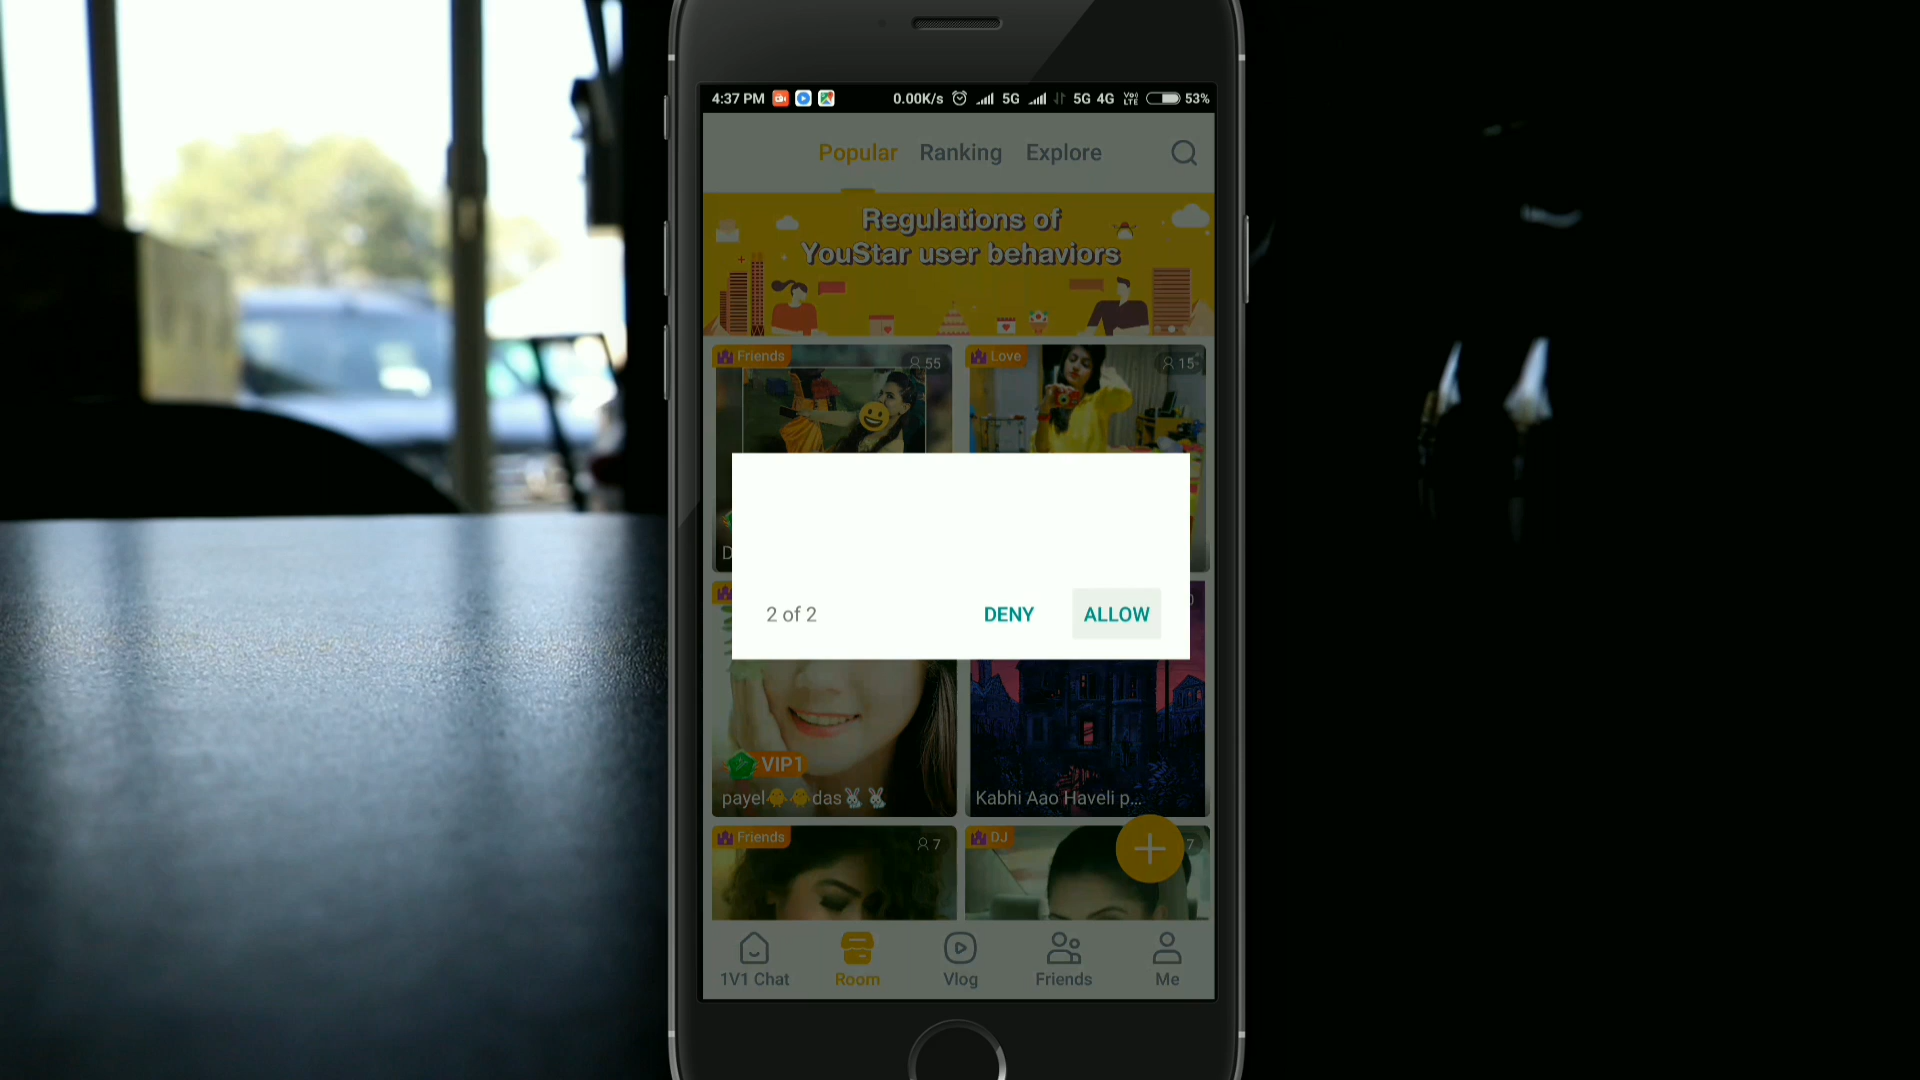 4:37 PM 0.00K/s 5G 5G 4G VoLTE 53%
Popular Ranking Explore
Regulations of
YouStar user behaviors
Friends 55 Love 15
D
2 of 2 DENY ALLOW
VIP1
payel🐥🐥das🐰🐰 Kabhi Aao Haveli p...
Friends 7 DJ 7
1V1 Chat Room Vlog Friends Me